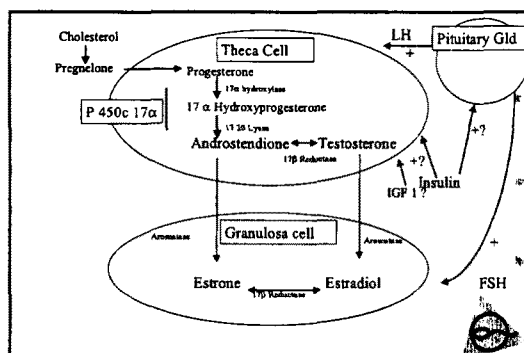 Cholesterol
Pregnelone
Theca Cell
LH
+
Pituitary Gld
Progesterone
17α hydroxylase
P 450c 17α
17 α Hydroxyprogesterone
17 20 Lyase
Androstendione
Testosterone
17β Reductase
+?
+?
IGF 1 ?
Insulin
Aromatase
Granulosa cell
Aromatase
+
Estrone
Estradiol
17β Reductase
FSH